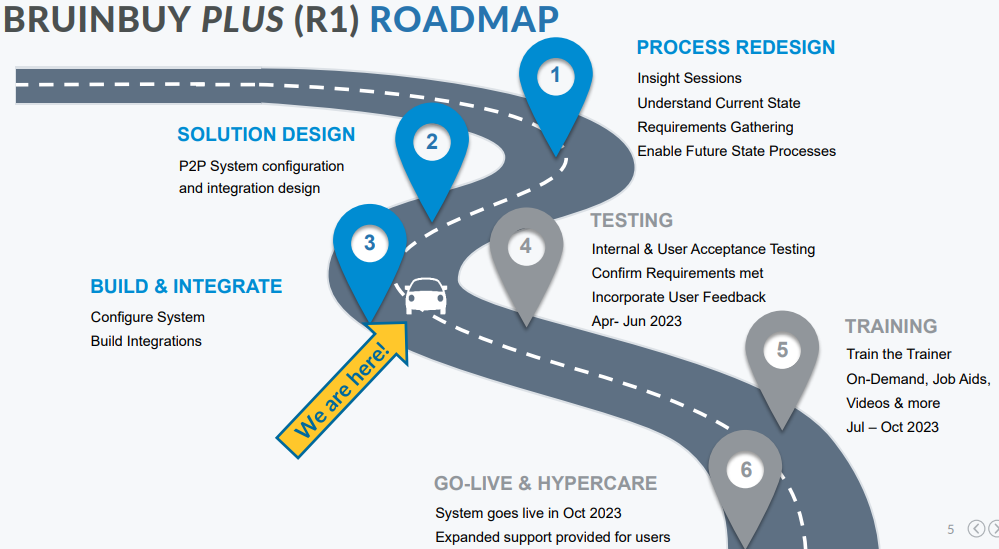 BRUINBUY PLUS (R1) ROADMAP
1
PROCESS REDESIGN
Insight Sessions
Understand Current State
Requirements Gathering
Enable Future State Processes
2
SOLUTION DESIGN
P2P System configuration
and integration design
3
BUILD & INTEGRATE
Configure System
Build Integrations
We are here!
4
TESTING
Internal & User Acceptance Testing
Confirm Requirements met
Incorporate User Feedback
Apr- Jun 2023
5
TRAINING
Train the Trainer
On-Demand, Job Aids,
Videos & more
Jul – Oct 2023
6
GO-LIVE & HYPERCARE
System goes live in Oct 2023
Expanded support provided for users
5